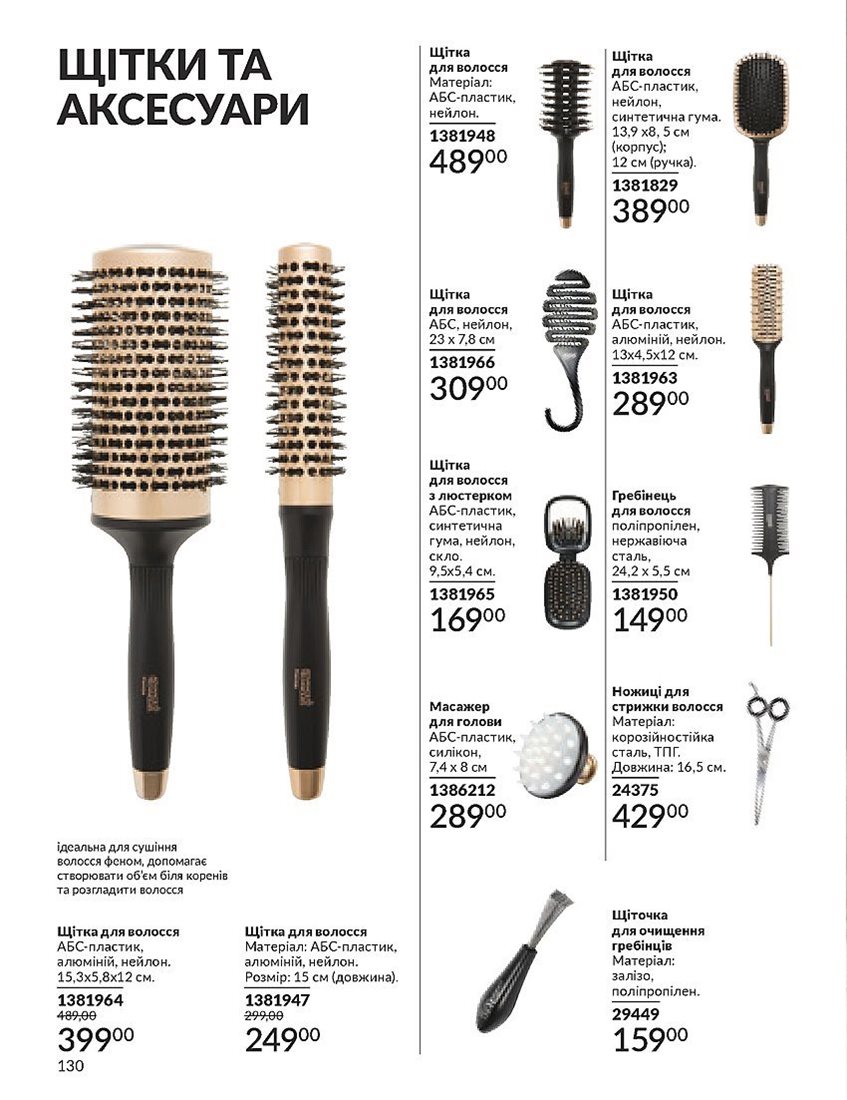 ЩІТКИ ТА
АКСЕСУАРИ
ідеальна для сушіння
волосся феном, допомагає
створювати об'єм біля коренів
та розгладити волосся
Щітка для волосся
АБС-пластик,
алюміній, нейлон.
15,3x5,8x12 см.
1381964
489,00
399 00
Щітка для волосся
Матеріал: АБС-пластик,
алюміній, нейлон.
Розмір: 15 см (довжина).
1381947
299,00
249 00
130
Щітка
для волосся
Матеріал:
АБС-пластик,
нейлон.
1381948
489 00
Щітка
для волосся
АБС-пластик,
нейлон,
синтетична гума.
13,9 x8, 5 см
(корпус);
12 см (ручка).
1381829
389 00
Щітка
для волосся
АБС, нейлон,
23 x 7,8 см
1381966
309 00
Щітка
для волосся
АБС-пластик,
алюміній, нейлон.
13x4,5x12 см.
1381963
289 00
Щітка
для волосся
з люстерком
АБС-пластик,
синтетична
гума, нейлон,
скло.
9,5x5,4 см.
1381965
169 00
Гребінець
для волосся
поліпропілен,
нержавіюча
сталь,
24,2 x 5,5 см
1381950
149 00
Масажер
для голови
АБС-пластик,
силікон,
7,4 x 8 см
1386212
289 00
Ножиці для
стрижки волосся
Матеріал:
корозійностійка
сталь, ТПГ.
Довжина: 16,5 см.
24375
429 00
Щіточка
для очищення
гребінців
Матеріал:
залізо,
поліпропілен.
29449
159 00